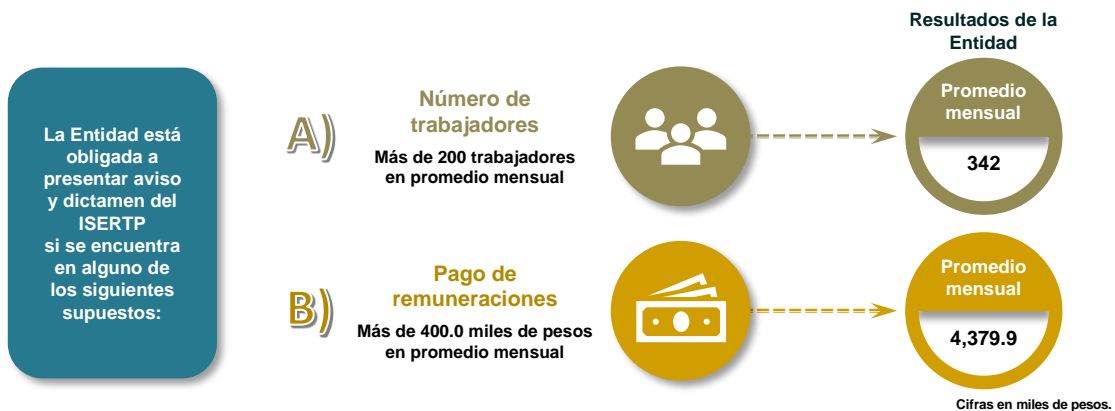 La Entidad está
obligada a
presentar aviso
y dictamen del
ISERTP
si se encuentra
en alguno de
los siguientes
supuestos:
A)
Número de
trabajadores
Más de 200 trabajadores
en promedio mensual
B)
Pago de
remuneraciones
Más de 400.0 miles de pesos
en promedio mensual
Resultados de la
Entidad
Promedio
mensual
342
Promedio
mensual
4,379.9
Cifras en miles de pesos.